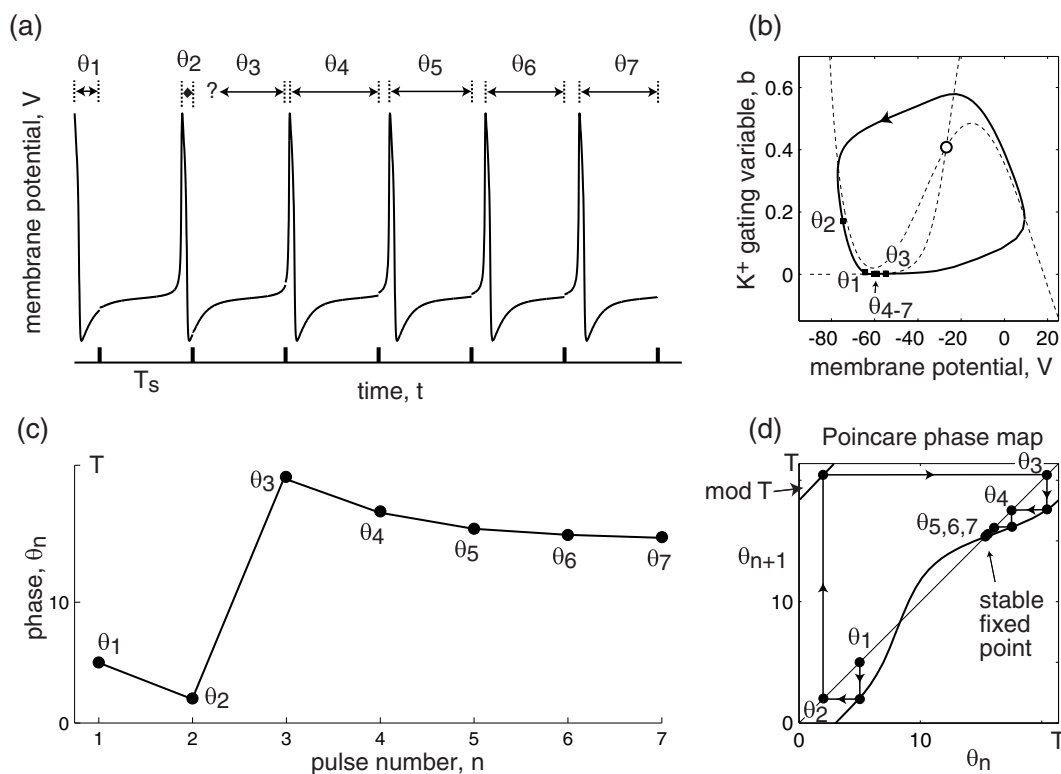 (a)
θ1
θ2
θ3
θ4
θ5
θ6
θ7
?
membrane potential, V
Ts
time, t
(b)
K+ gating variable, b
0.6
0.4
0.2
0
θ2
θ3
θ1
θ4-7
-80
-60
-40
-20
0
20
membrane potential, V
(c)
T
phase, θn
10
0
θ1
θ2
θ3
θ4
θ5
θ6
θ7
1
2
3
4
5
6
7
pulse number, n
(d)
Poincare phase map
T
mod T
θn+1
10
0
θ3
θ4
θ5,6,7
stable
fixed
point
θ1
θ2
0
10
T
θn